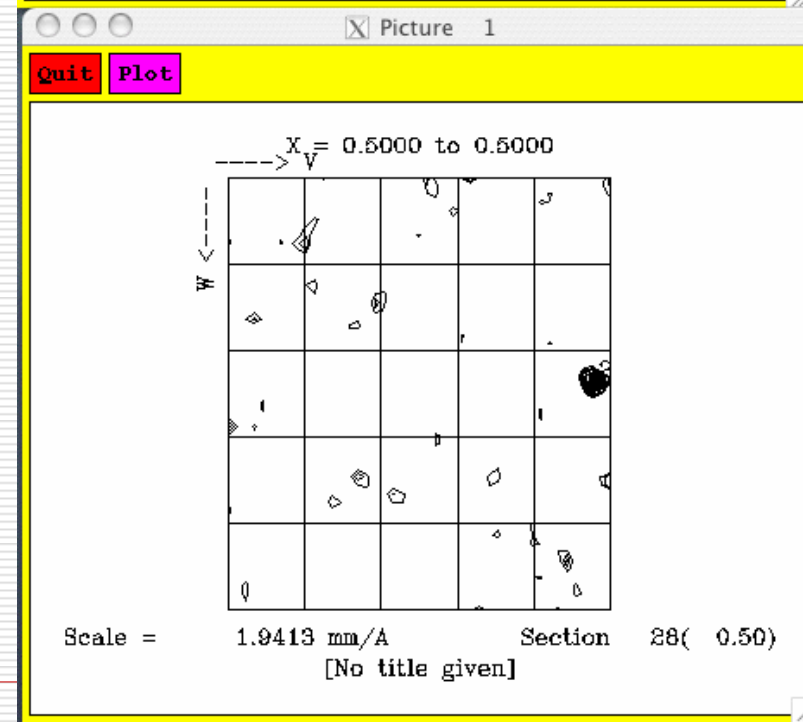 X Picture 1
Quit Plot
X = 0.5000 to 0.5000
----> V
W
Scale = 1.9413 mm/A Section 28( 0.50)
[No title given]